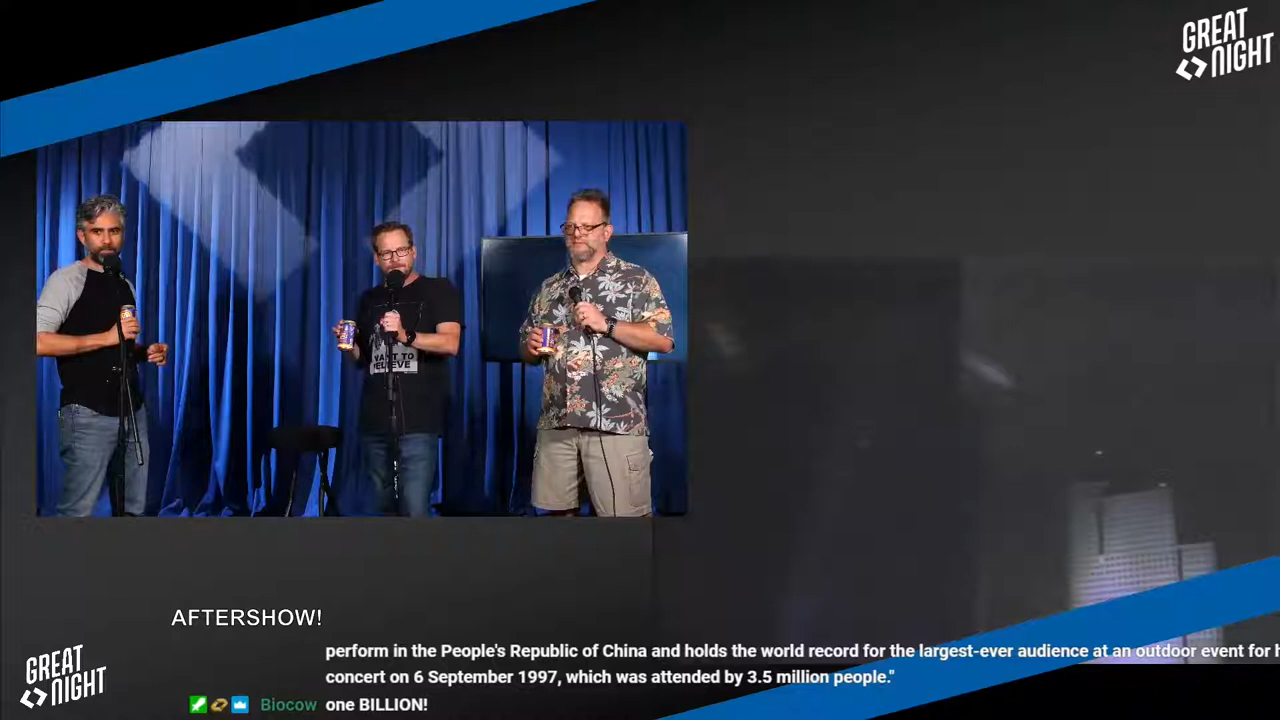 GREAT
NIGHT
WANT TO
BELIEVE
AFTERSHOW!
perform in the People's Republic of China and holds the world record for the largest-ever audience at an outdoor event for h
concert on 6 September 1997, which was attended by 3.5 million people."
Biocow one BILLION!
GREAT
NIGHT